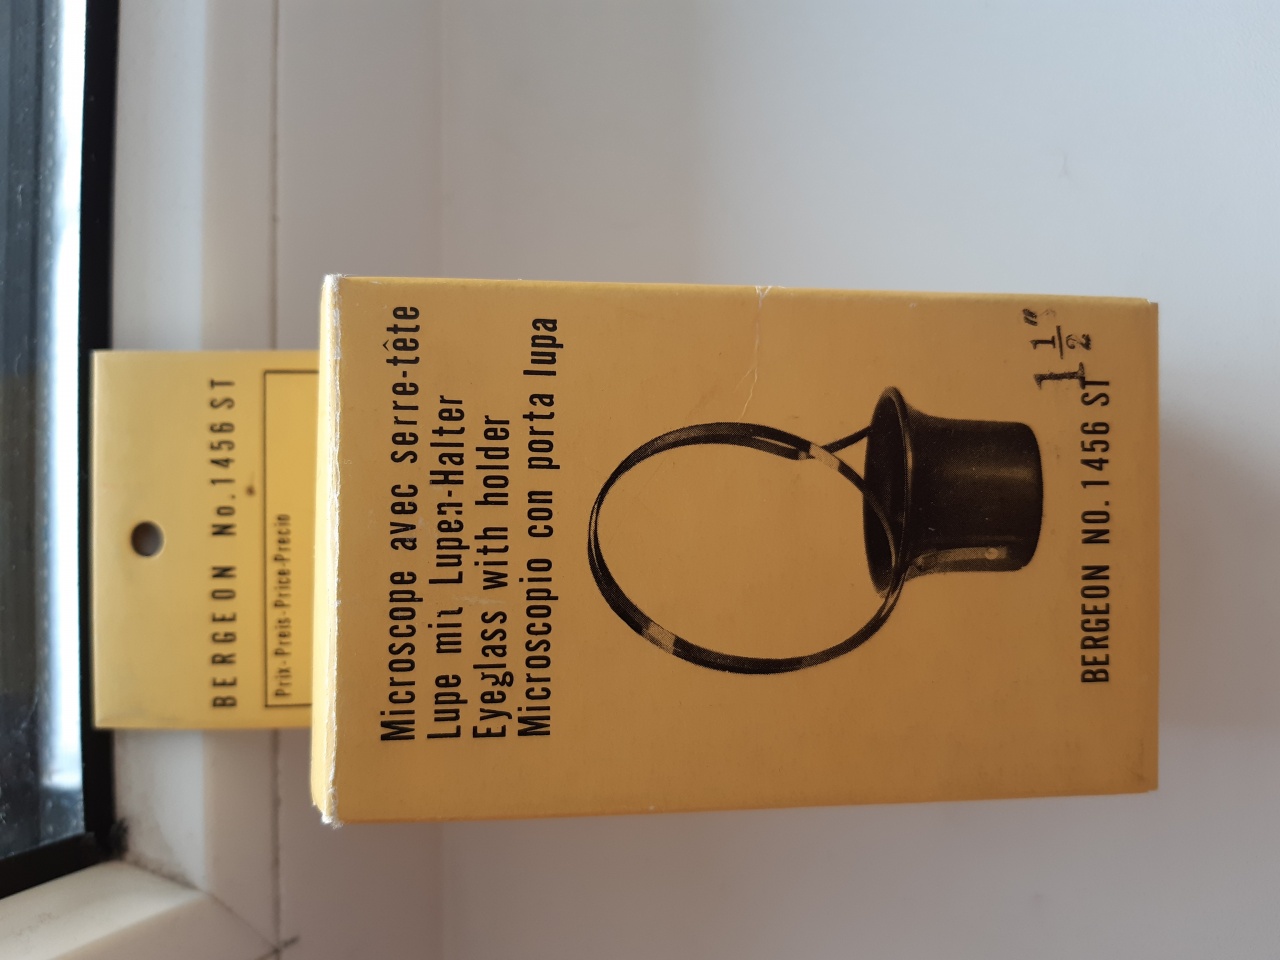 BERGEON No. 1456 ST
Prix-Preis-Price-Precio
Microscope avec serre-tête
Lupe mit Lupen-Halter
Eyeglass with holder
Microscopio con porta lupa
1 1/2"
BERGEON NO. 1456 ST